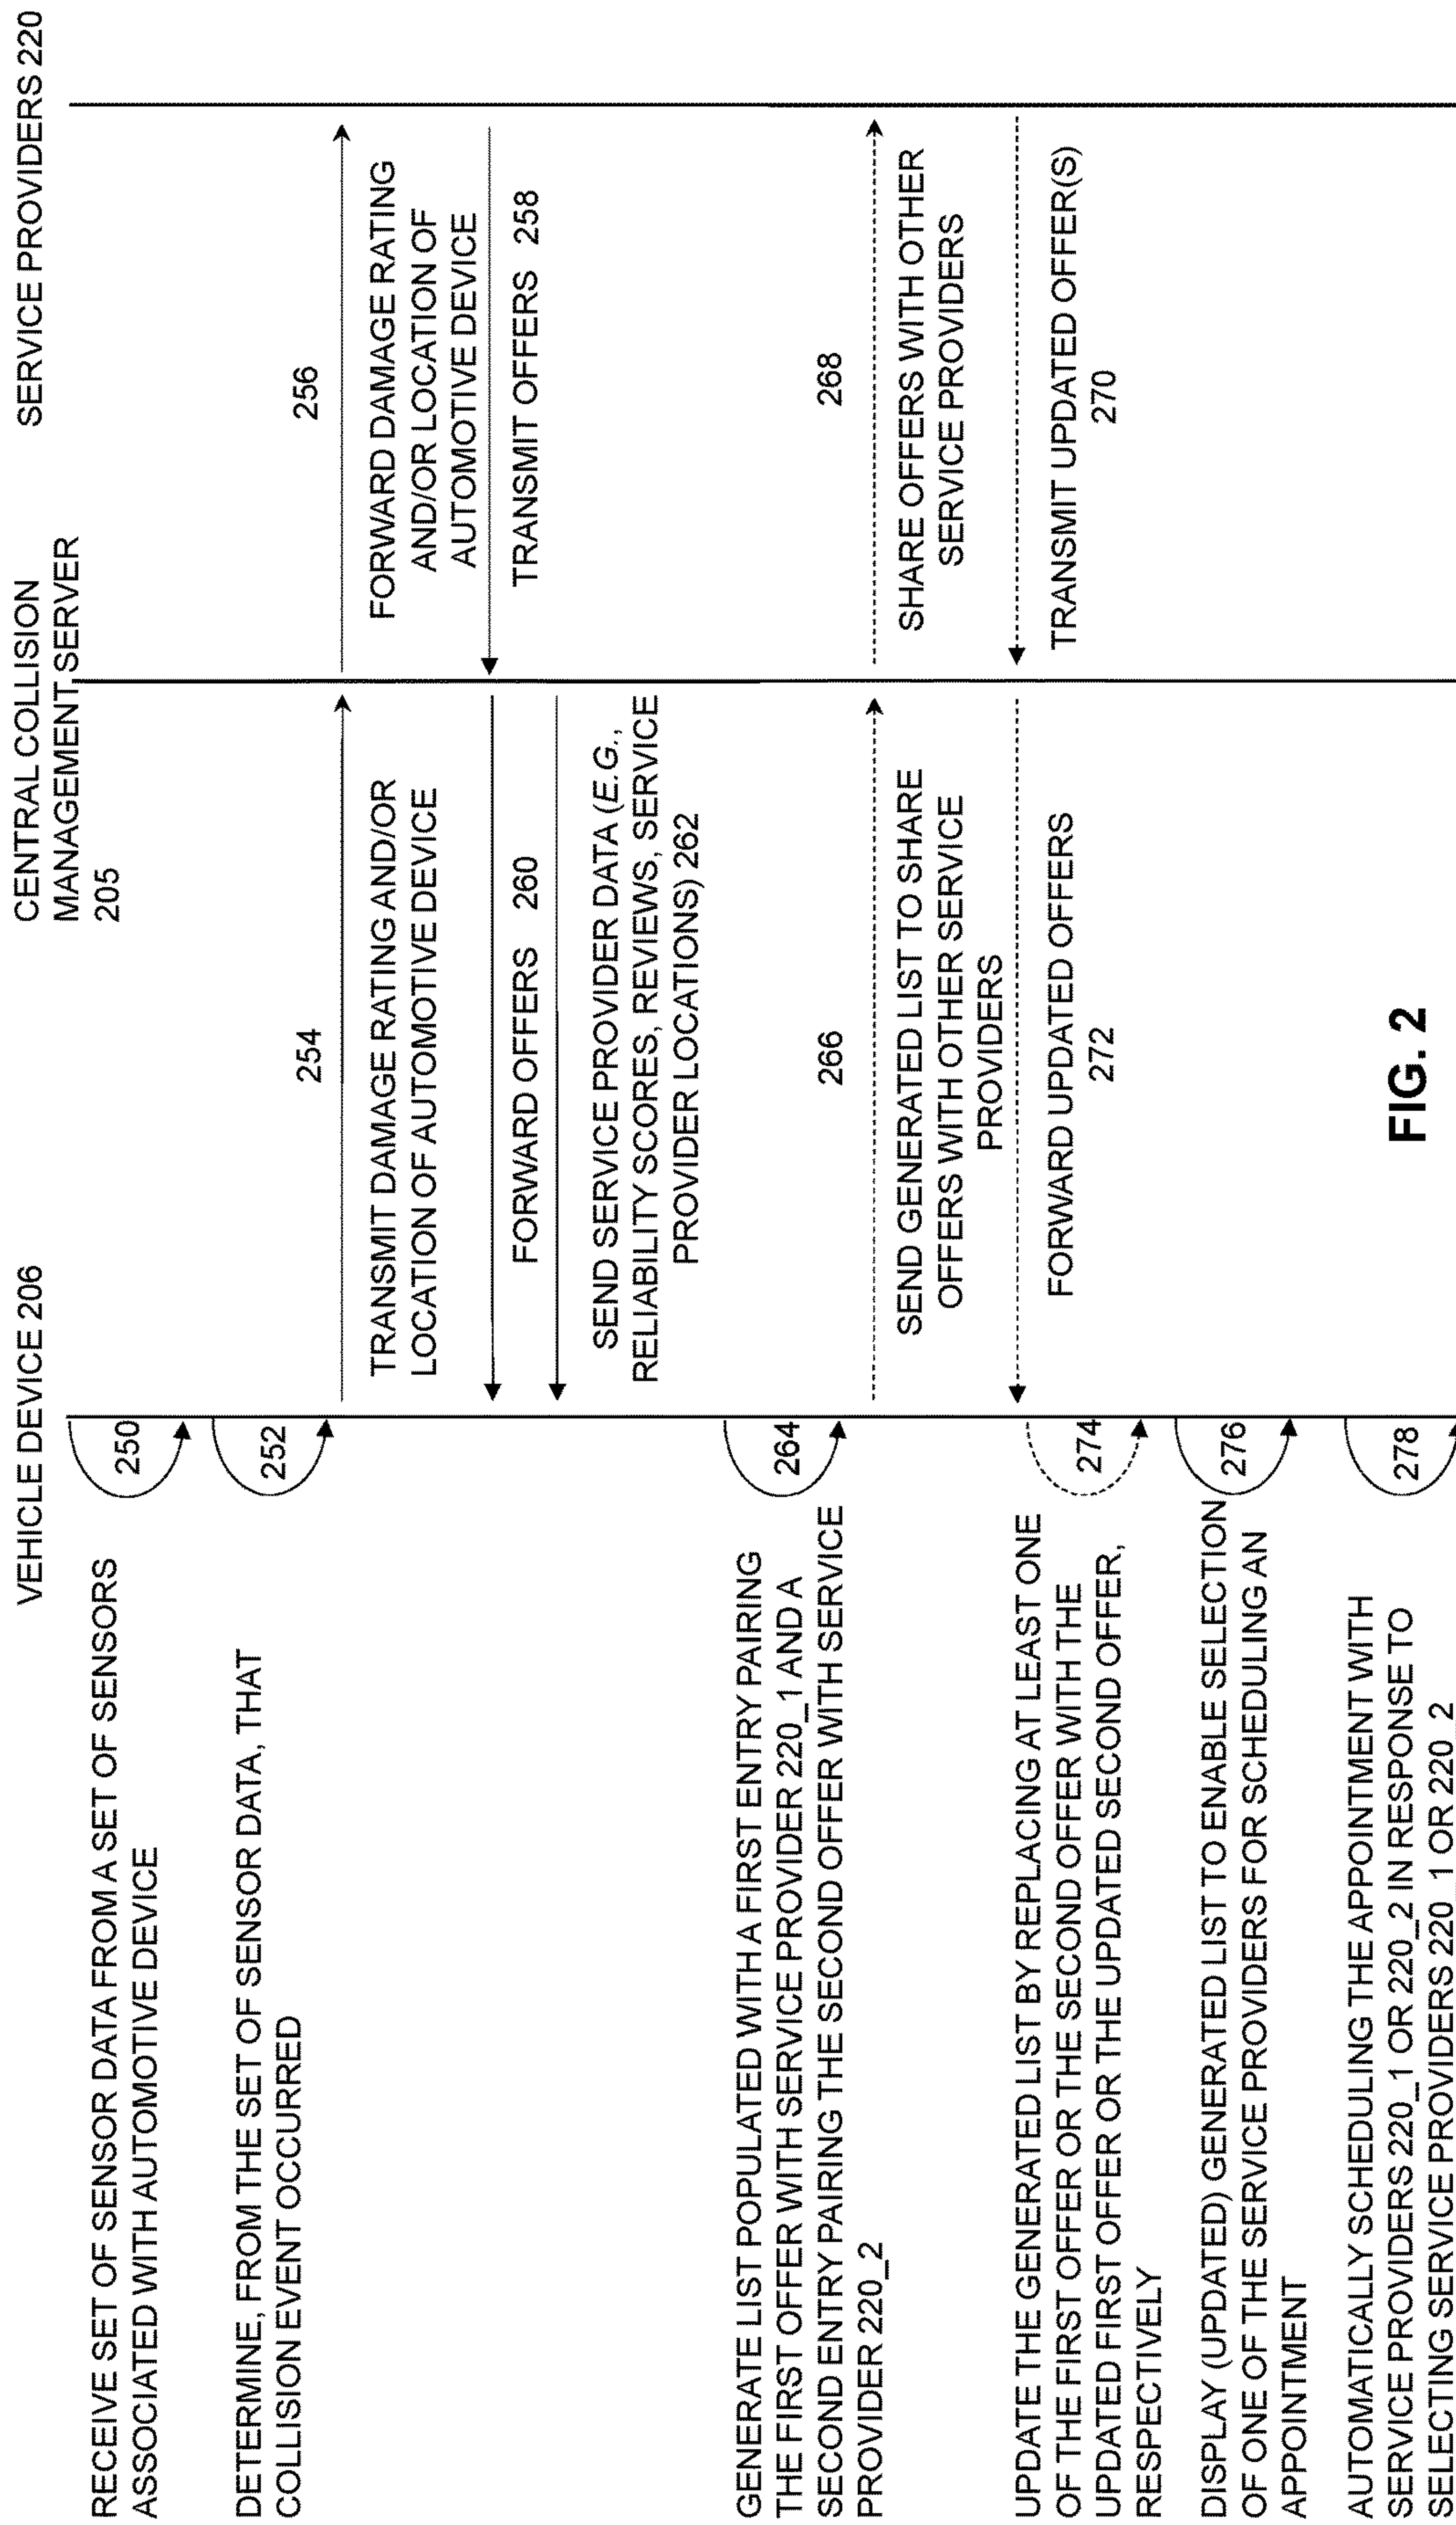 VEHICLE DEVICE 206
CENTRAL COLLISION
MANAGEMENT SERVER
205
SERVICE PROVIDERS 220
RECEIVE SET OF SENSOR DATA FROM A SET OF SENSORS
ASSOCIATED WITH AUTOMOTIVE DEVICE
250
DETERMINE, FROM THE SET OF SENSOR DATA, THAT
COLLISION EVENT OCCURRED
252
254
TRANSMIT DAMAGE RATING AND/OR
LOCATION OF AUTOMOTIVE DEVICE
256
FORWARD DAMAGE RATING
AND/OR LOCATION OF
AUTOMOTIVE DEVICE
TRANSMIT OFFERS 258
FORWARD OFFERS 260
SEND SERVICE PROVIDER DATA (E.G.,
RELIABILITY SCORES, REVIEWS, SERVICE
PROVIDER LOCATIONS) 262
GENERATE LIST POPULATED WITH A FIRST ENTRY PAIRING
THE FIRST OFFER WITH SERVICE PROVIDER 220_1 AND A
SECOND ENTRY PAIRING THE SECOND OFFER WITH SERVICE
PROVIDER 220_2
264
266
SEND GENERATED LIST TO SHARE
OFFERS WITH OTHER SERVICE
PROVIDERS
268
SHARE OFFERS WITH OTHER
SERVICE PROVIDERS
TRANSMIT UPDATED OFFER(S)
270
FORWARD UPDATED OFFERS
272
UPDATE THE GENERATED LIST BY REPLACING AT LEAST ONE
OF THE FIRST OFFER OR THE SECOND OFFER WITH THE
UPDATED FIRST OFFER OR THE UPDATED SECOND OFFER,
RESPECTIVELY
274
DISPLAY (UPDATED) GENERATED LIST TO ENABLE SELECTION
OF ONE OF THE SERVICE PROVIDERS FOR SCHEDULING AN
APPOINTMENT
276
AUTOMATICALLY SCHEDULING THE APPOINTMENT WITH
SERVICE PROVIDERS 220_1 OR 220_2 IN RESPONSE TO
SELECTING SERVICE PROVIDERS 220_1 OR 220_2
278
FIG. 2